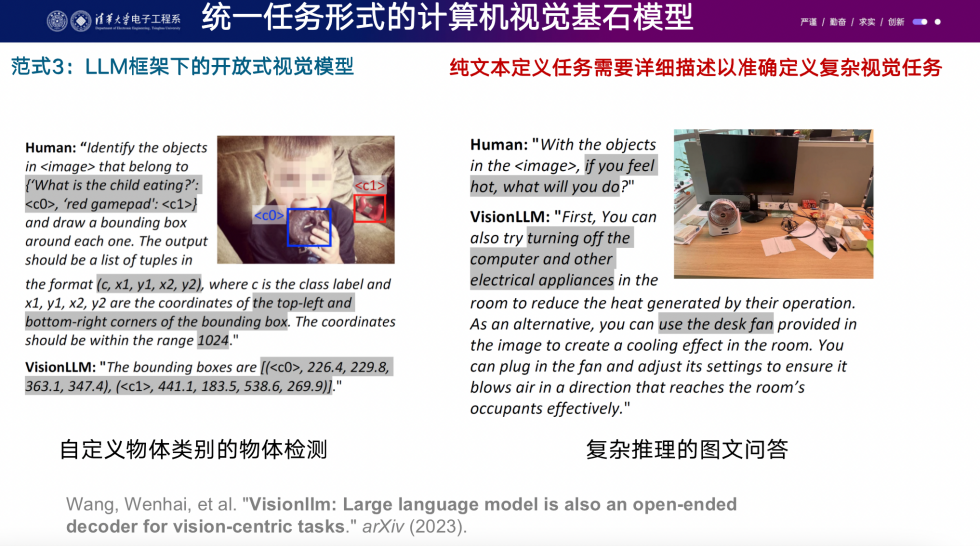 清华大学电子工程系
Department of Electronic Engineering, Tsinghua University
统一任务形式的计算机视觉基石模型
严谨 / 勤奋 / 求实 / 创新
范式3：LLM框架下的开放式视觉模型
纯文本定义任务需要详细描述以准确定义复杂视觉任务
Human: "Identify the objects
in <image> that belong to
{'What is the child eating?':
<c0>, 'red gamepad': <c1>}
and draw a bounding box
around each one. The output
should be a list of tuples in
the format (c, x1, y1, x2, y2), where c is the class label and
x1, y1, x2, y2 are the coordinates of the top-left and
bottom-right corners of the bounding box. The coordinates
should be within the range 1024."
<c0>
<c1>
VisionLLM: "The bounding boxes are [(<c0>, 226.4, 229.8,
363.1, 347.4), (<c1>, 441.1, 183.5, 538.6, 269.9)]."
自定义物体类别的物体检测
Human: "With the objects
in the <image>, if you feel
hot, what will you do?"
VisionLLM: "First, You can
also try turning off the
computer and other
electrical appliances in the
room to reduce the heat generated by their operation.
As an alternative, you can use the desk fan provided in
the image to create a cooling effect in the room. You
can plug in the fan and adjust its settings to ensure it
blows air in a direction that reaches the room's
occupants effectively."
复杂推理的图文问答
Wang, Wenhai, et al. "Visionllm: Large language model is also an open-ended
decoder for vision-centric tasks." arXiv (2023).